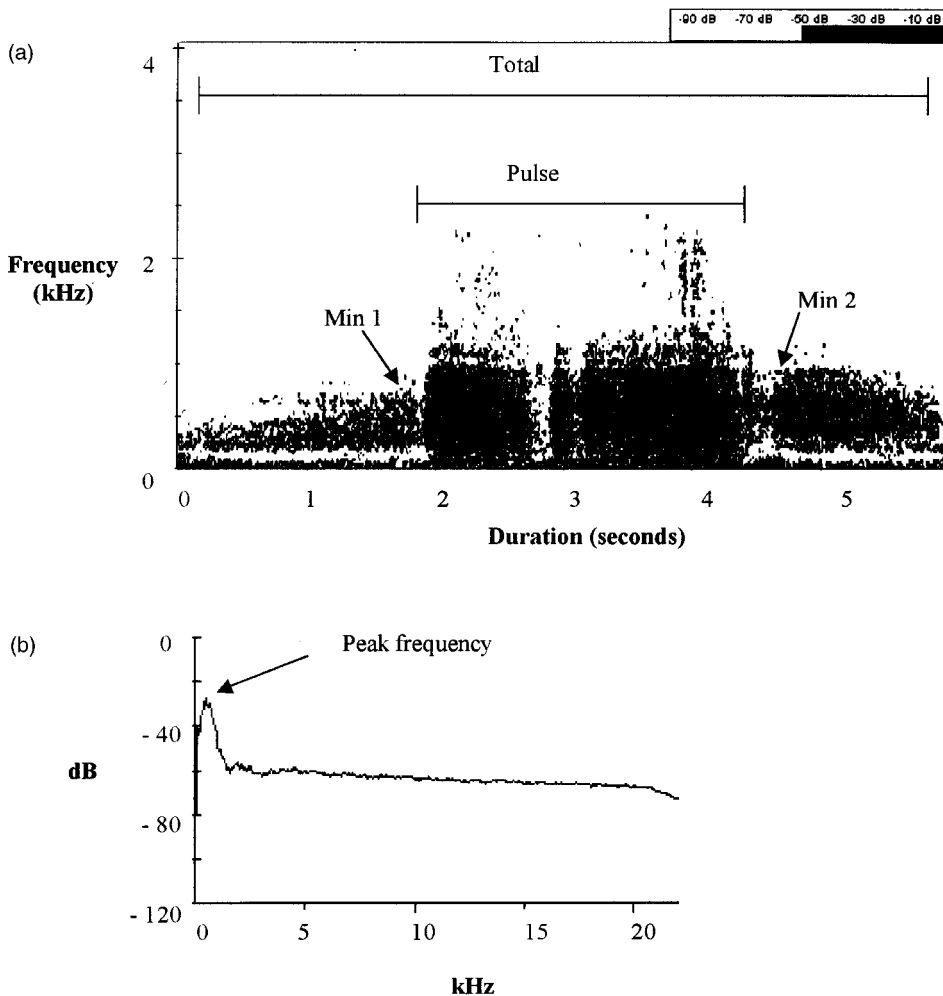 -90 dB -70 dB -50 dB -30 dB -10 dB
(a)
4
Total
Pulse
Frequency
(kHz)
2
Min 1
Min 2
0
0 1 2 3 4 5
Duration (seconds)
(b)
0
Peak frequency
- 40
dB
- 80
- 120
0 5 10 15 20
kHz